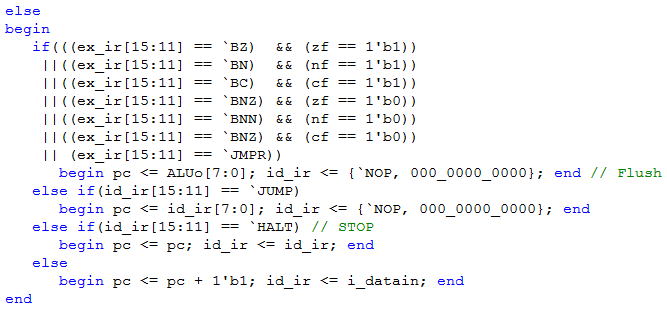 else
begin
   if(((ex_ir[15:11] == `BZ)  && (zf == 1'b1))
    ||((ex_ir[15:11] == `BN)  && (nf == 1'b1))
    ||((ex_ir[15:11] == `BC)  && (cf == 1'b1))
    ||((ex_ir[15:11] == `BNZ) && (zf == 1'b0))
    ||((ex_ir[15:11] == `BNN) && (nf == 1'b0))
    ||((ex_ir[15:11] == `BNZ) && (cf == 1'b0))
    || (ex_ir[15:11] == `JMPR))
      begin pc <= ALUo[7:0]; id_ir <= {`NOP, 000_0000_0000}; end // Flush
   else if(id_ir[15:11] == `JUMP)
      begin pc <= id_ir[7:0]; id_ir <= {`NOP, 000_0000_0000}; end
   else if(id_ir[15:11] == `HALT) // STOP
      begin pc <= pc; id_ir <= id_ir; end
   else
      begin pc <= pc + 1'b1; id_ir <= i_datain; end
end